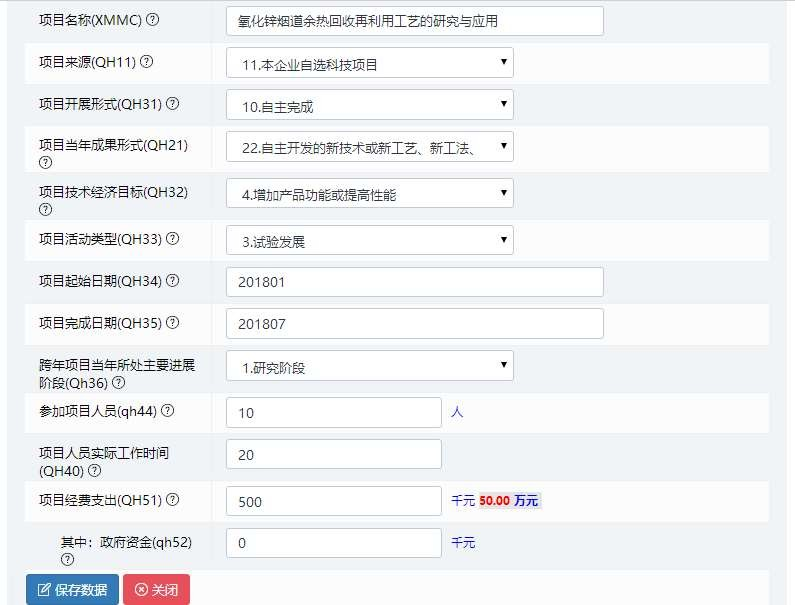 项目名称(XMMC) ? 氧化锌烟道余热回收再利用工艺的研究与应用
项目来源(QH11) ? 11.本企业自选科技项目
项目开展形式(QH31) ? 10.自主完成
项目当年成果形式(QH21) ? 22.自主开发的新技术或新工艺、新工法、
项目技术经济目标(QH32) ? 4.增加产品功能或提高性能
项目活动类型(QH33) ? 3.试验发展
项目起始日期(QH34) ? 201801
项目完成日期(QH35) ? 201807
跨年项目当年所处主要进展
阶段(Qh36) ? 1.研究阶段
参加项目人员(qh44) ? 10 人
项目人员实际工作时间
(QH40) ? 20
项目经费支出(QH51) ? 500 千元 50.00 万元
其中：政府资金(qh52) ? 0 千元
保存数据 关闭